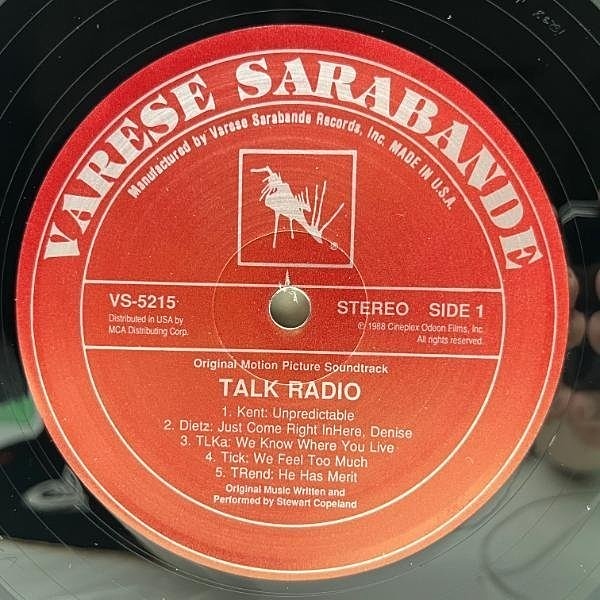 VARESE SARABANDE
Manufactured by Varese Sarabande Records, Inc. MADE IN U.S.A.
VS-5215
Distributed in USA by
MCA Distributing Corp.
STEREO SIDE 1
℗ 1988 Cineplex Odeon Films, Inc.
All rights reserved.
Original Motion Picture Soundtrack
TALK RADIO
1. Kent: Unpredictable
2. Dietz: Just Come Right InHere, Denise
3. TLKa: We Know Where You Live
4. Tick: We Feel Too Much
5. TRend: He Has Merit
Original Music Written and
Performed by Stewart Copeland